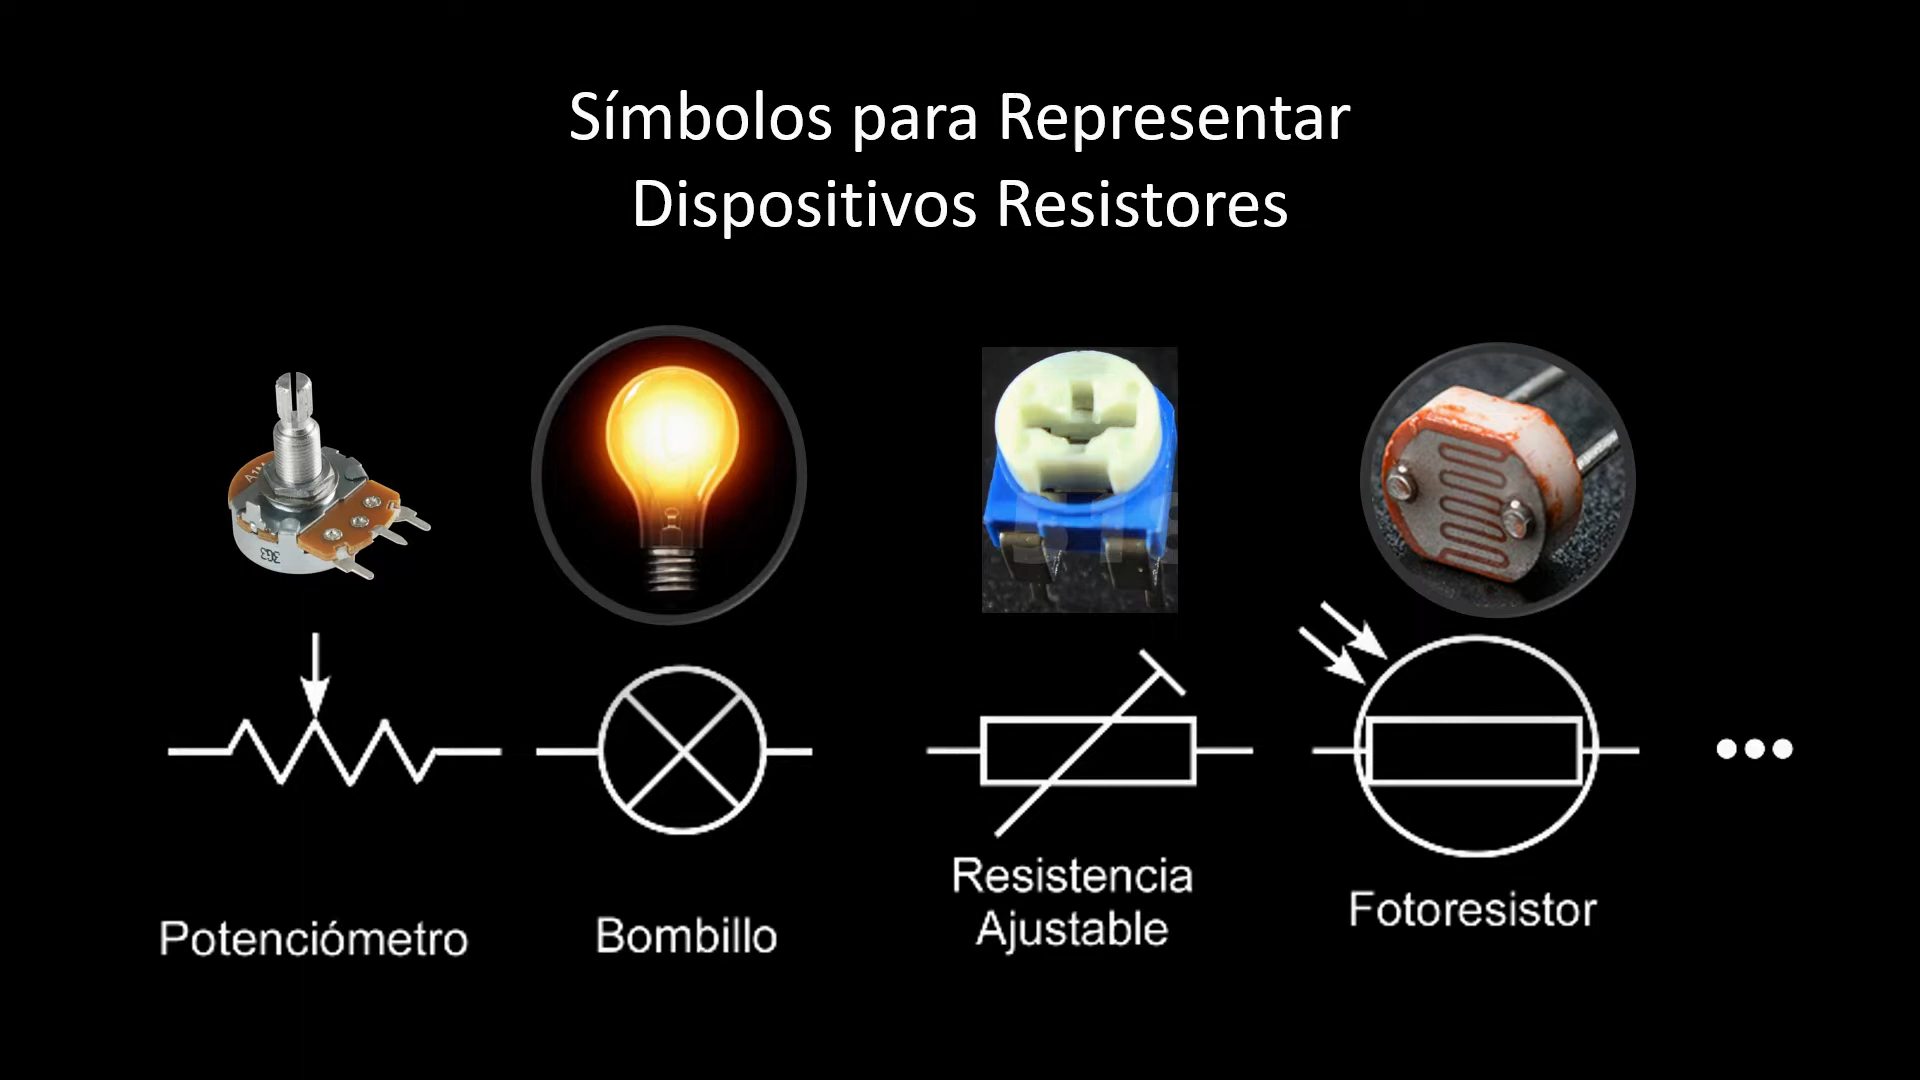 Símbolos para Representar
Dispositivos Resistores
Potenciómetro
Bombillo
Resistencia
Ajustable
Fotoresistor